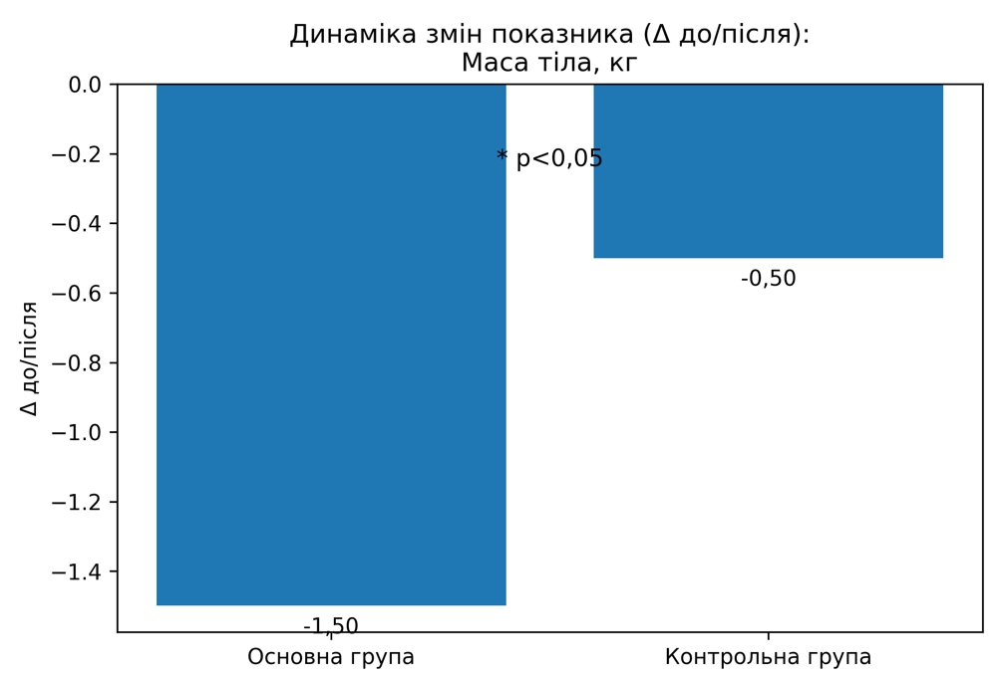 Динаміка змін показника (Δ до/після):
Маса тіла, кг
Δ до/після
0.0
−0.2
−0.4
−0.6
−0.8
−1.0
−1.2
−1.4
* p<0,05
-0,50
-1,50
Основна група
Контрольна група